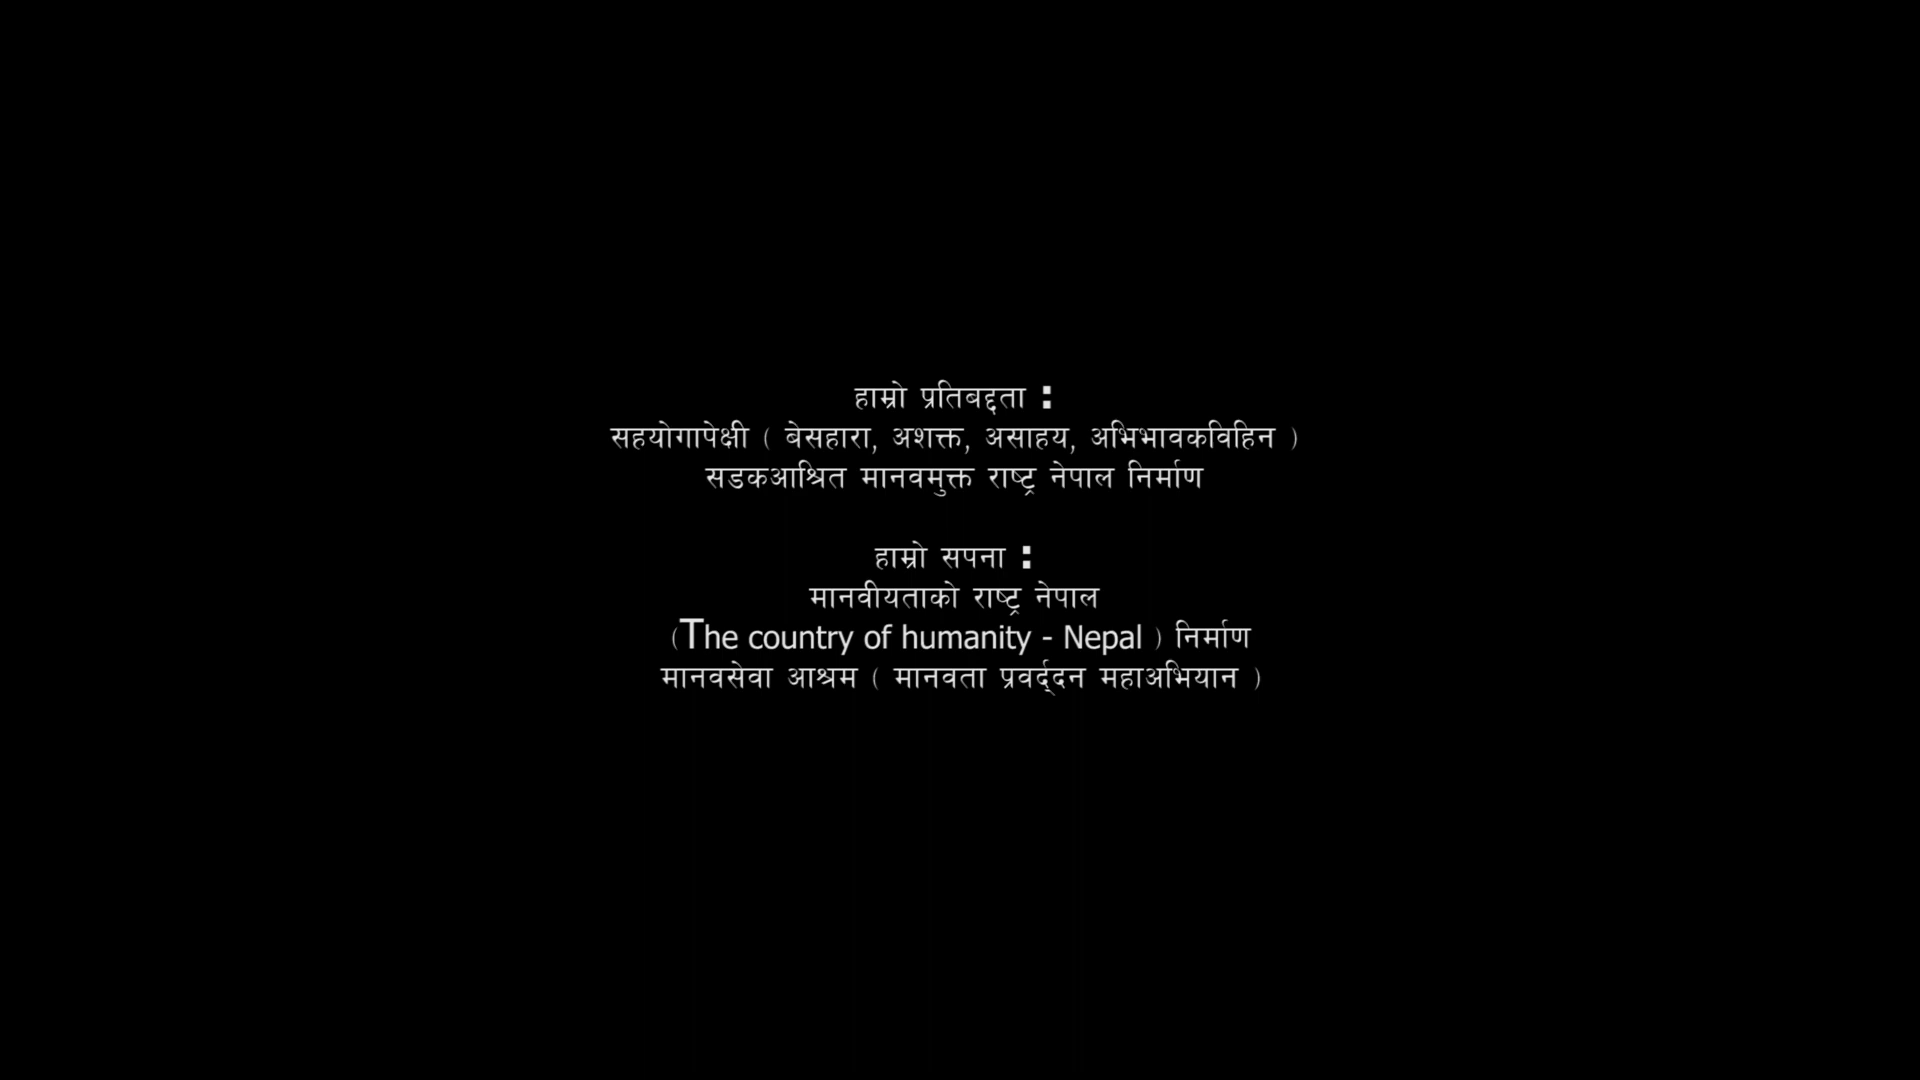 हाम्रो प्रतिबद्दता :
सहयोगापेक्षी ( बेसहारा, अशक्त, असाहय, अभिभावकविहिन )
सडकआश्रित मानवमुक्त राष्ट्र नेपाल निर्माण
हाम्रो सपना :
मानवीयताको राष्ट्र नेपाल
(The country of humanity - Nepal ) निर्माण
मानवसेवा आश्रम ( मानवता प्रवर्द्दन महाअभियान )